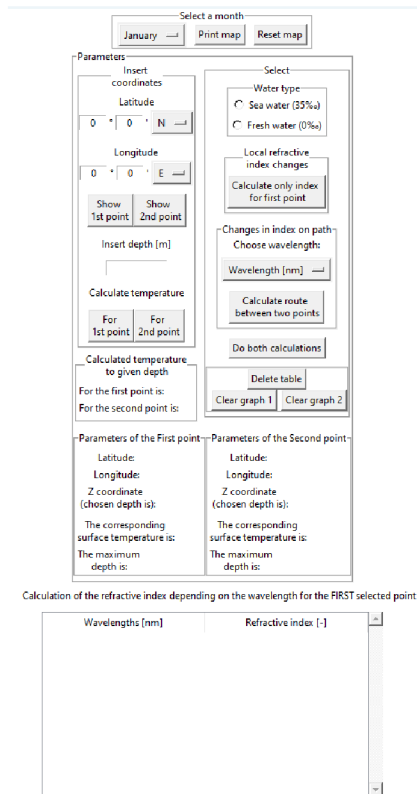 Select a month
January Print map Reset map
Parameters
Insert
coordinates
Latitude
0 ° 0 ' N
Longitude
0 ° 0 ' E
Show
1st point
Show
2nd point
Insert depth [m]
Calculate temperature
For
1st point
For
2nd point
Calculated temperature
to given depth
For the first point is:
For the second point is:
Select
Water type
Sea water (35‰)
Fresh water (0‰)
Local refractive
index changes
Calculate only index
for first point
Changes in index on path
Choose wavelength:
Wavelength [nm]
Calculate route
between two points
Do both calculations
Delete table
Clear graph 1 Clear graph 2
Parameters of the First point
Latitude:
Longitude:
Z coordinate
(chosen depth is):
The corresponding
surface temperature is:
The maximum
depth is:
Parameters of the Second point
Latitude:
Longitude:
Z coordinate
(chosen depth is):
The corresponding
surface temperature is:
The maximum
depth is:
Calculation of the refractive index depending on the wavelength for the FIRST selected point
Wavelengths [nm] Refractive index [-]